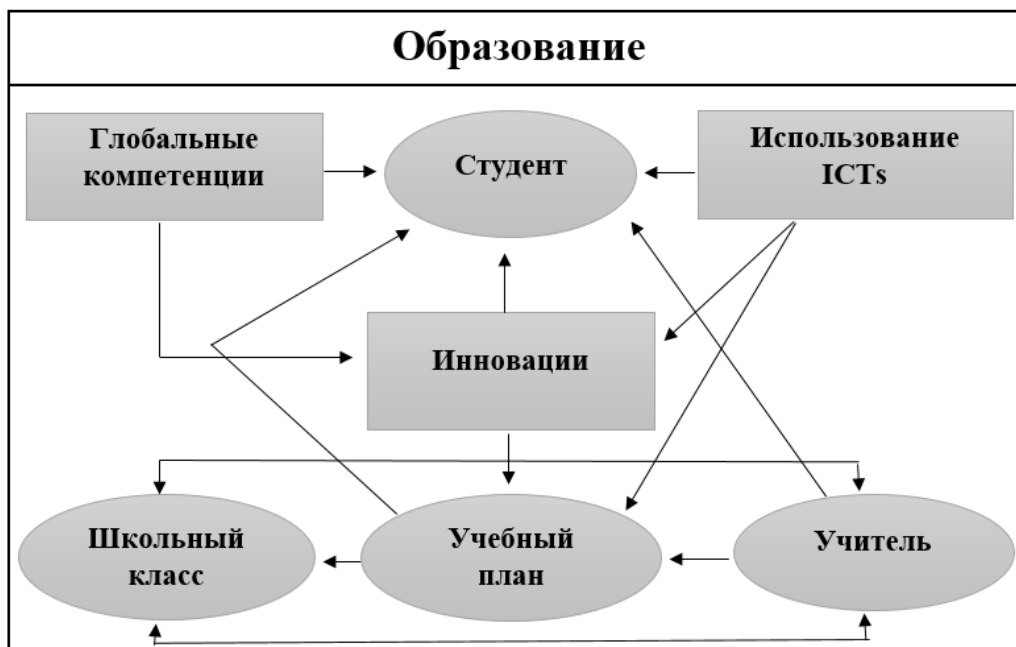 Образование
Глобальные
компетенции
Студент
Использование
ICTs
Инновации
Школьный
класс
Учебный
план
Учитель